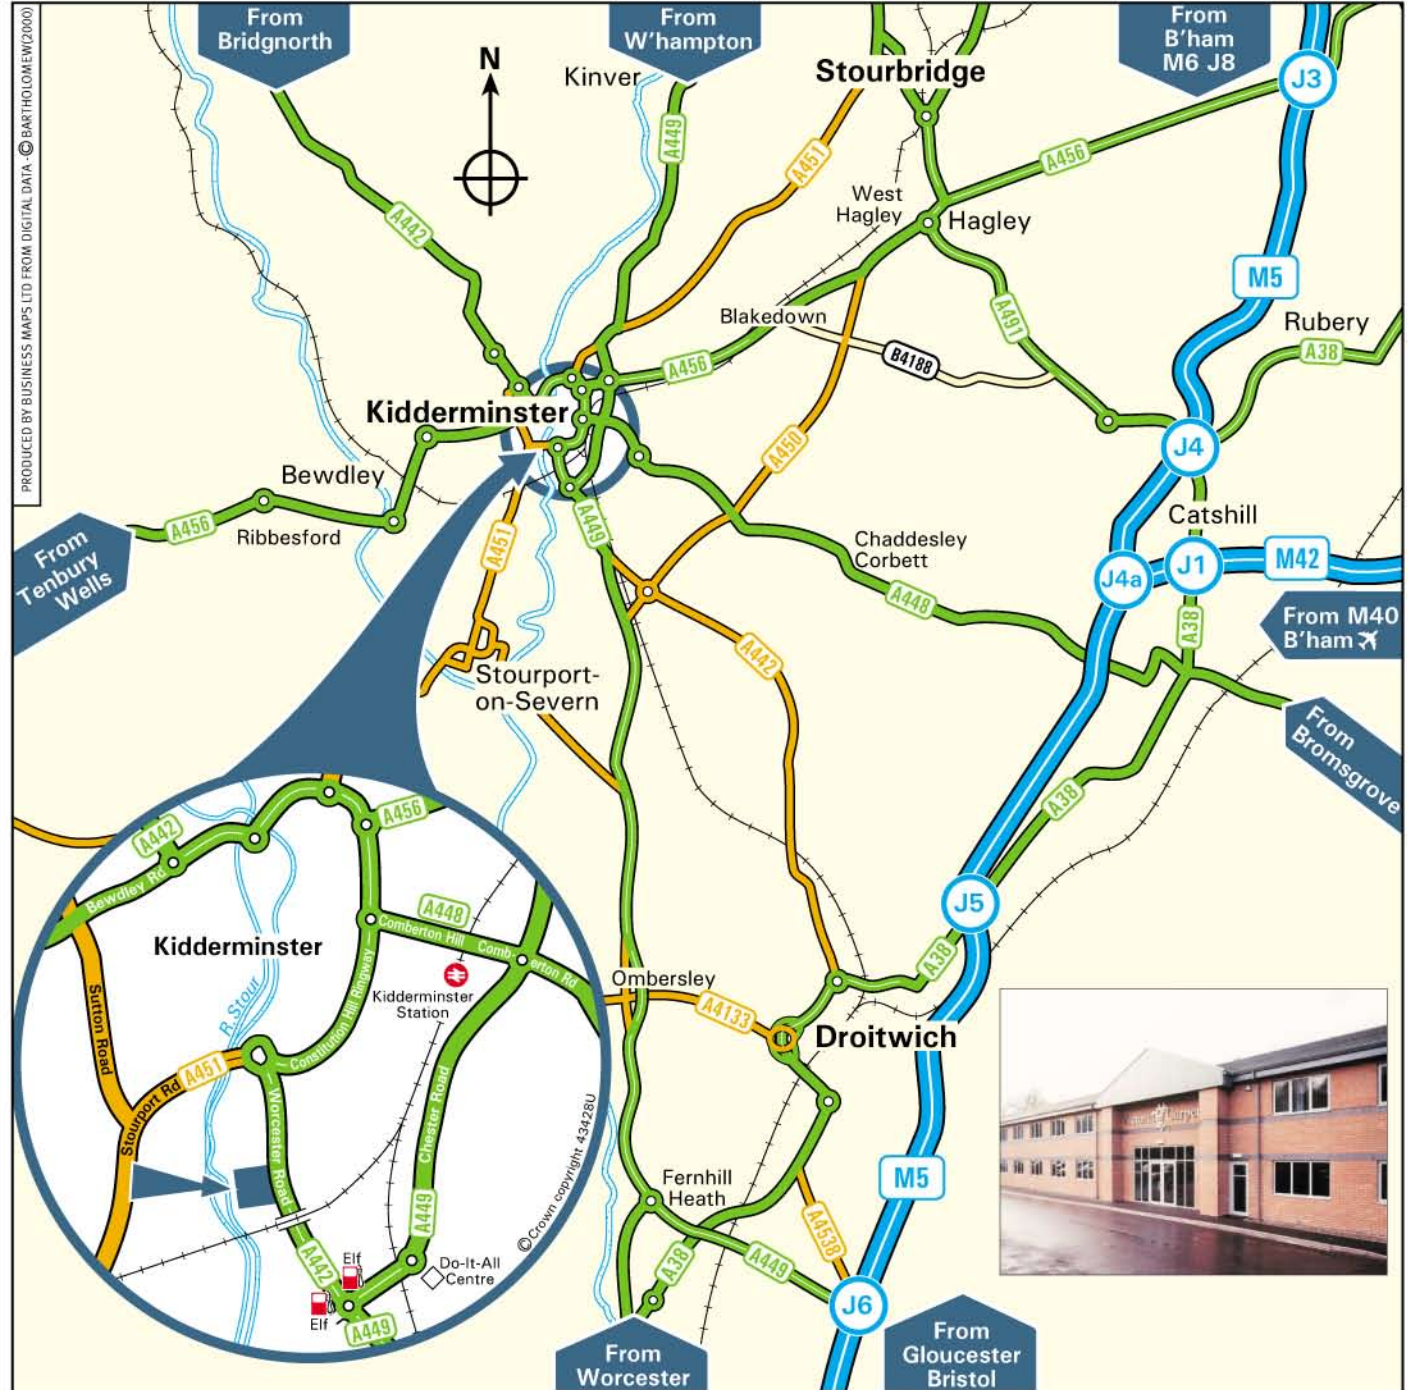 PRODUCED BY BUSINESS MAPS LTD FROM DIGITAL DATA - © BARTHOLOMEW(2000)
From
Bridgnorth
From
W'hampton
From
B'ham
M6 J8
N
Kinver
Stourbridge
J3
A449
A451
A456
A442
West
Hagley
Hagley
M5
Blakedown
A491
Rubery
A38
B4188
A456
Kidderminster
J4
A450
Bewdley
Catshill
A456
Ribbesford
A449
A451
Chaddesley
Corbett
From
Tenbury
Wells
J4a
J1
M42
A448
A38
From M40
B'ham
A442
Stourport-
on-Severn
From
Bromsgrove
A38
A456
A442
Bewdley Rd
A448
Comberton Hill
Comb-erton Rd
J5
Kidderminster
Kidderminster
Station
Ombersley
A38
A4133
Droitwich
Sutton Road
R.Stour
Constitution Hill Ringway
A451
Stourport Rd
Worcester Road
Chester Road
©Crown copyright 43428U
Fernhill
Heath
M5
A449
A442
Elf
Elf
Do-It-All
Centre
A449
A38
A449
A4538
J6
From
Worcester
From
Gloucester
Bristol